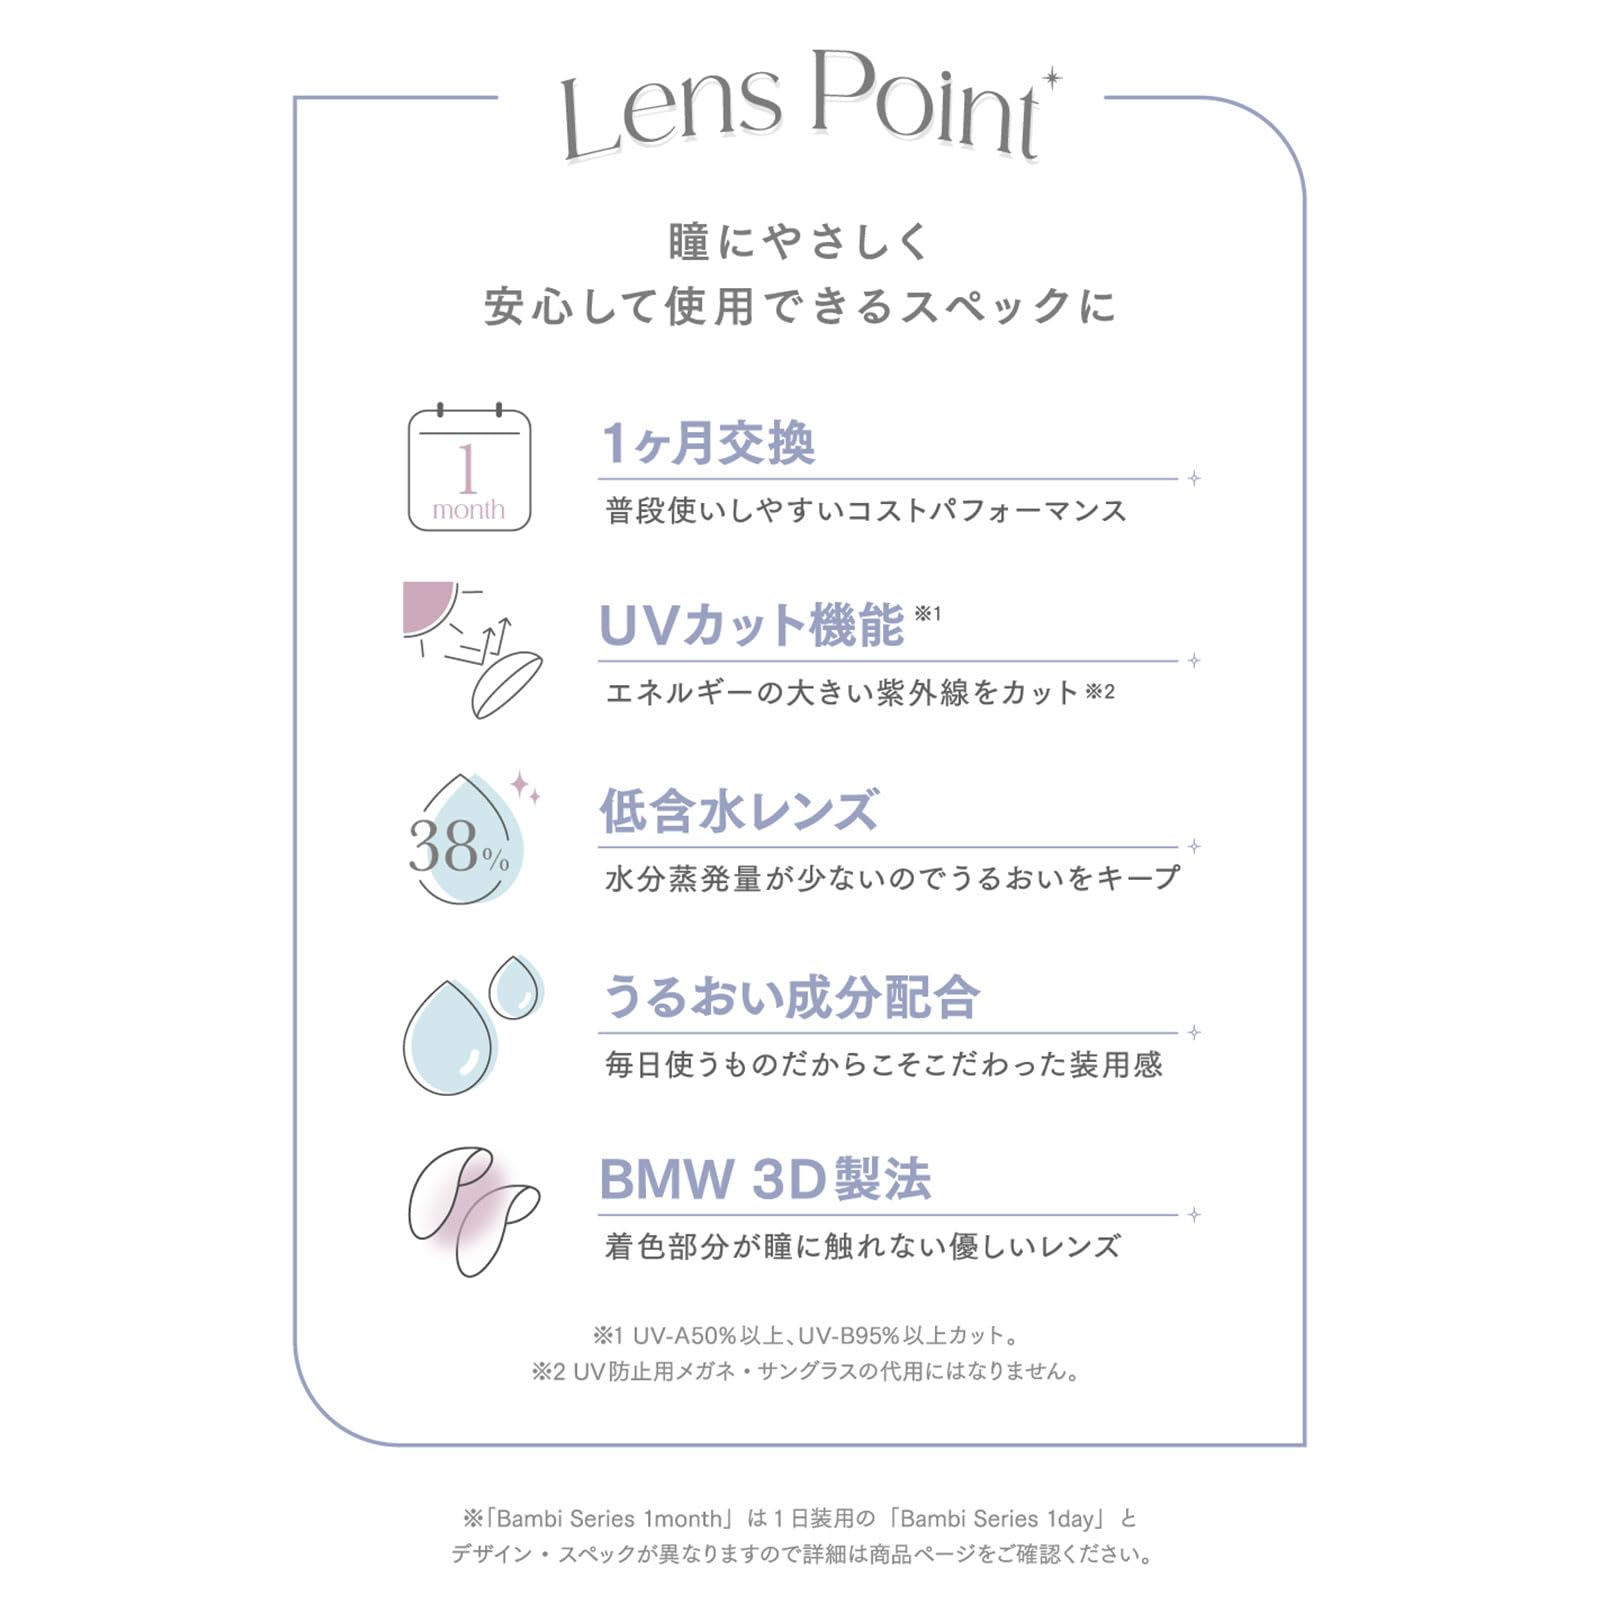 Lens Point
瞳にやさしく
安心して使用できるスペックに
1
month
1ヶ月交換
普段使いしやすいコストパフォーマンス
UVカット機能※1
エネルギーの大きい紫外線をカット※2
38%
低含水レンズ
水分蒸発量が少ないのでうるおいをキープ
うるおい成分配合
毎日使うものだからこそこだわった装用感
BMW 3D製法
着色部分が瞳に触れない優しいレンズ
※1 UV-A50%以上、UV-B95%以上カット。
※2 UV防止用メガネ・サングラスの代用にはなりません。
※「Bambi Series 1month」は1日装用の「Bambi Series 1day」と
デザイン・スペックが異なりますので詳細は商品ページをご確認ください。